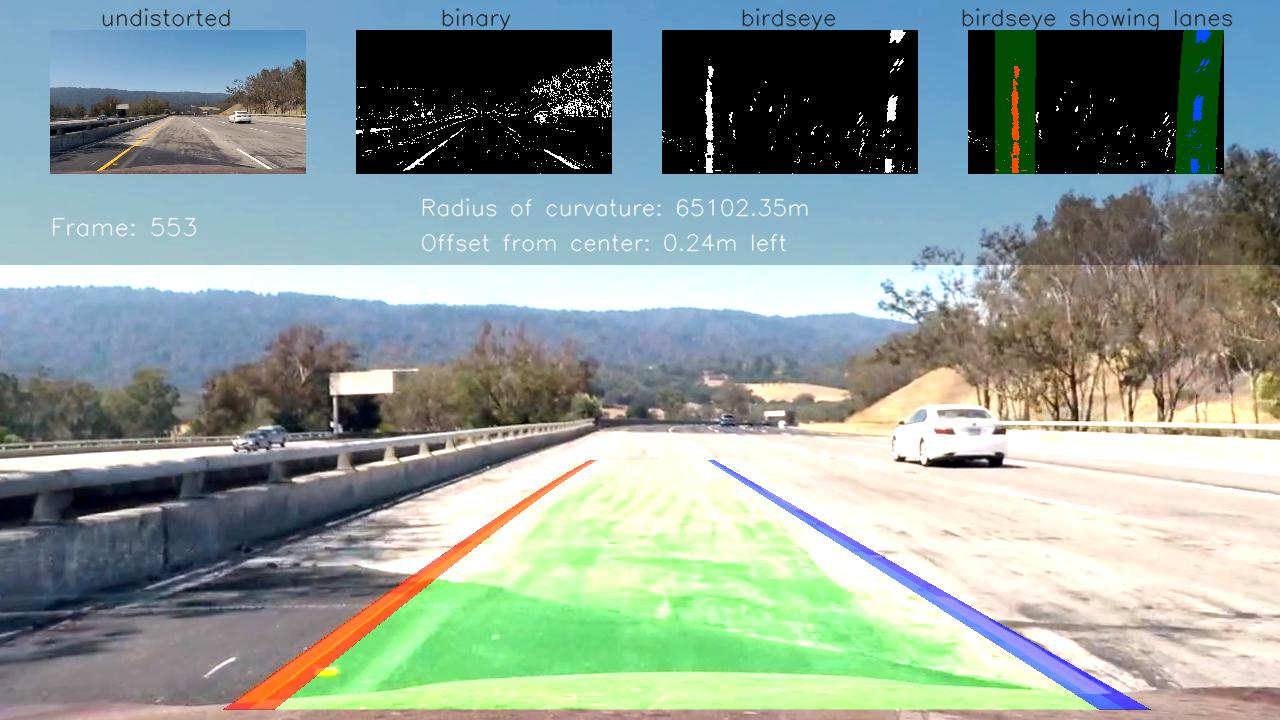 undistorted
binary
birdseye
birdseye showing lanes
Frame: 553
Radius of curvature: 65102.35m
Offset from center: 0.24m left